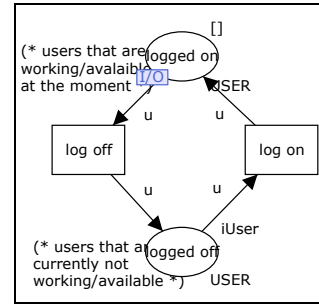 []
(* users that are
working/avalaible
at the moment *)
logged on
I/O
USER
u
u
log off
log on
u
u
iUser
(* users that are
currently not
working/available *)
logged off
USER